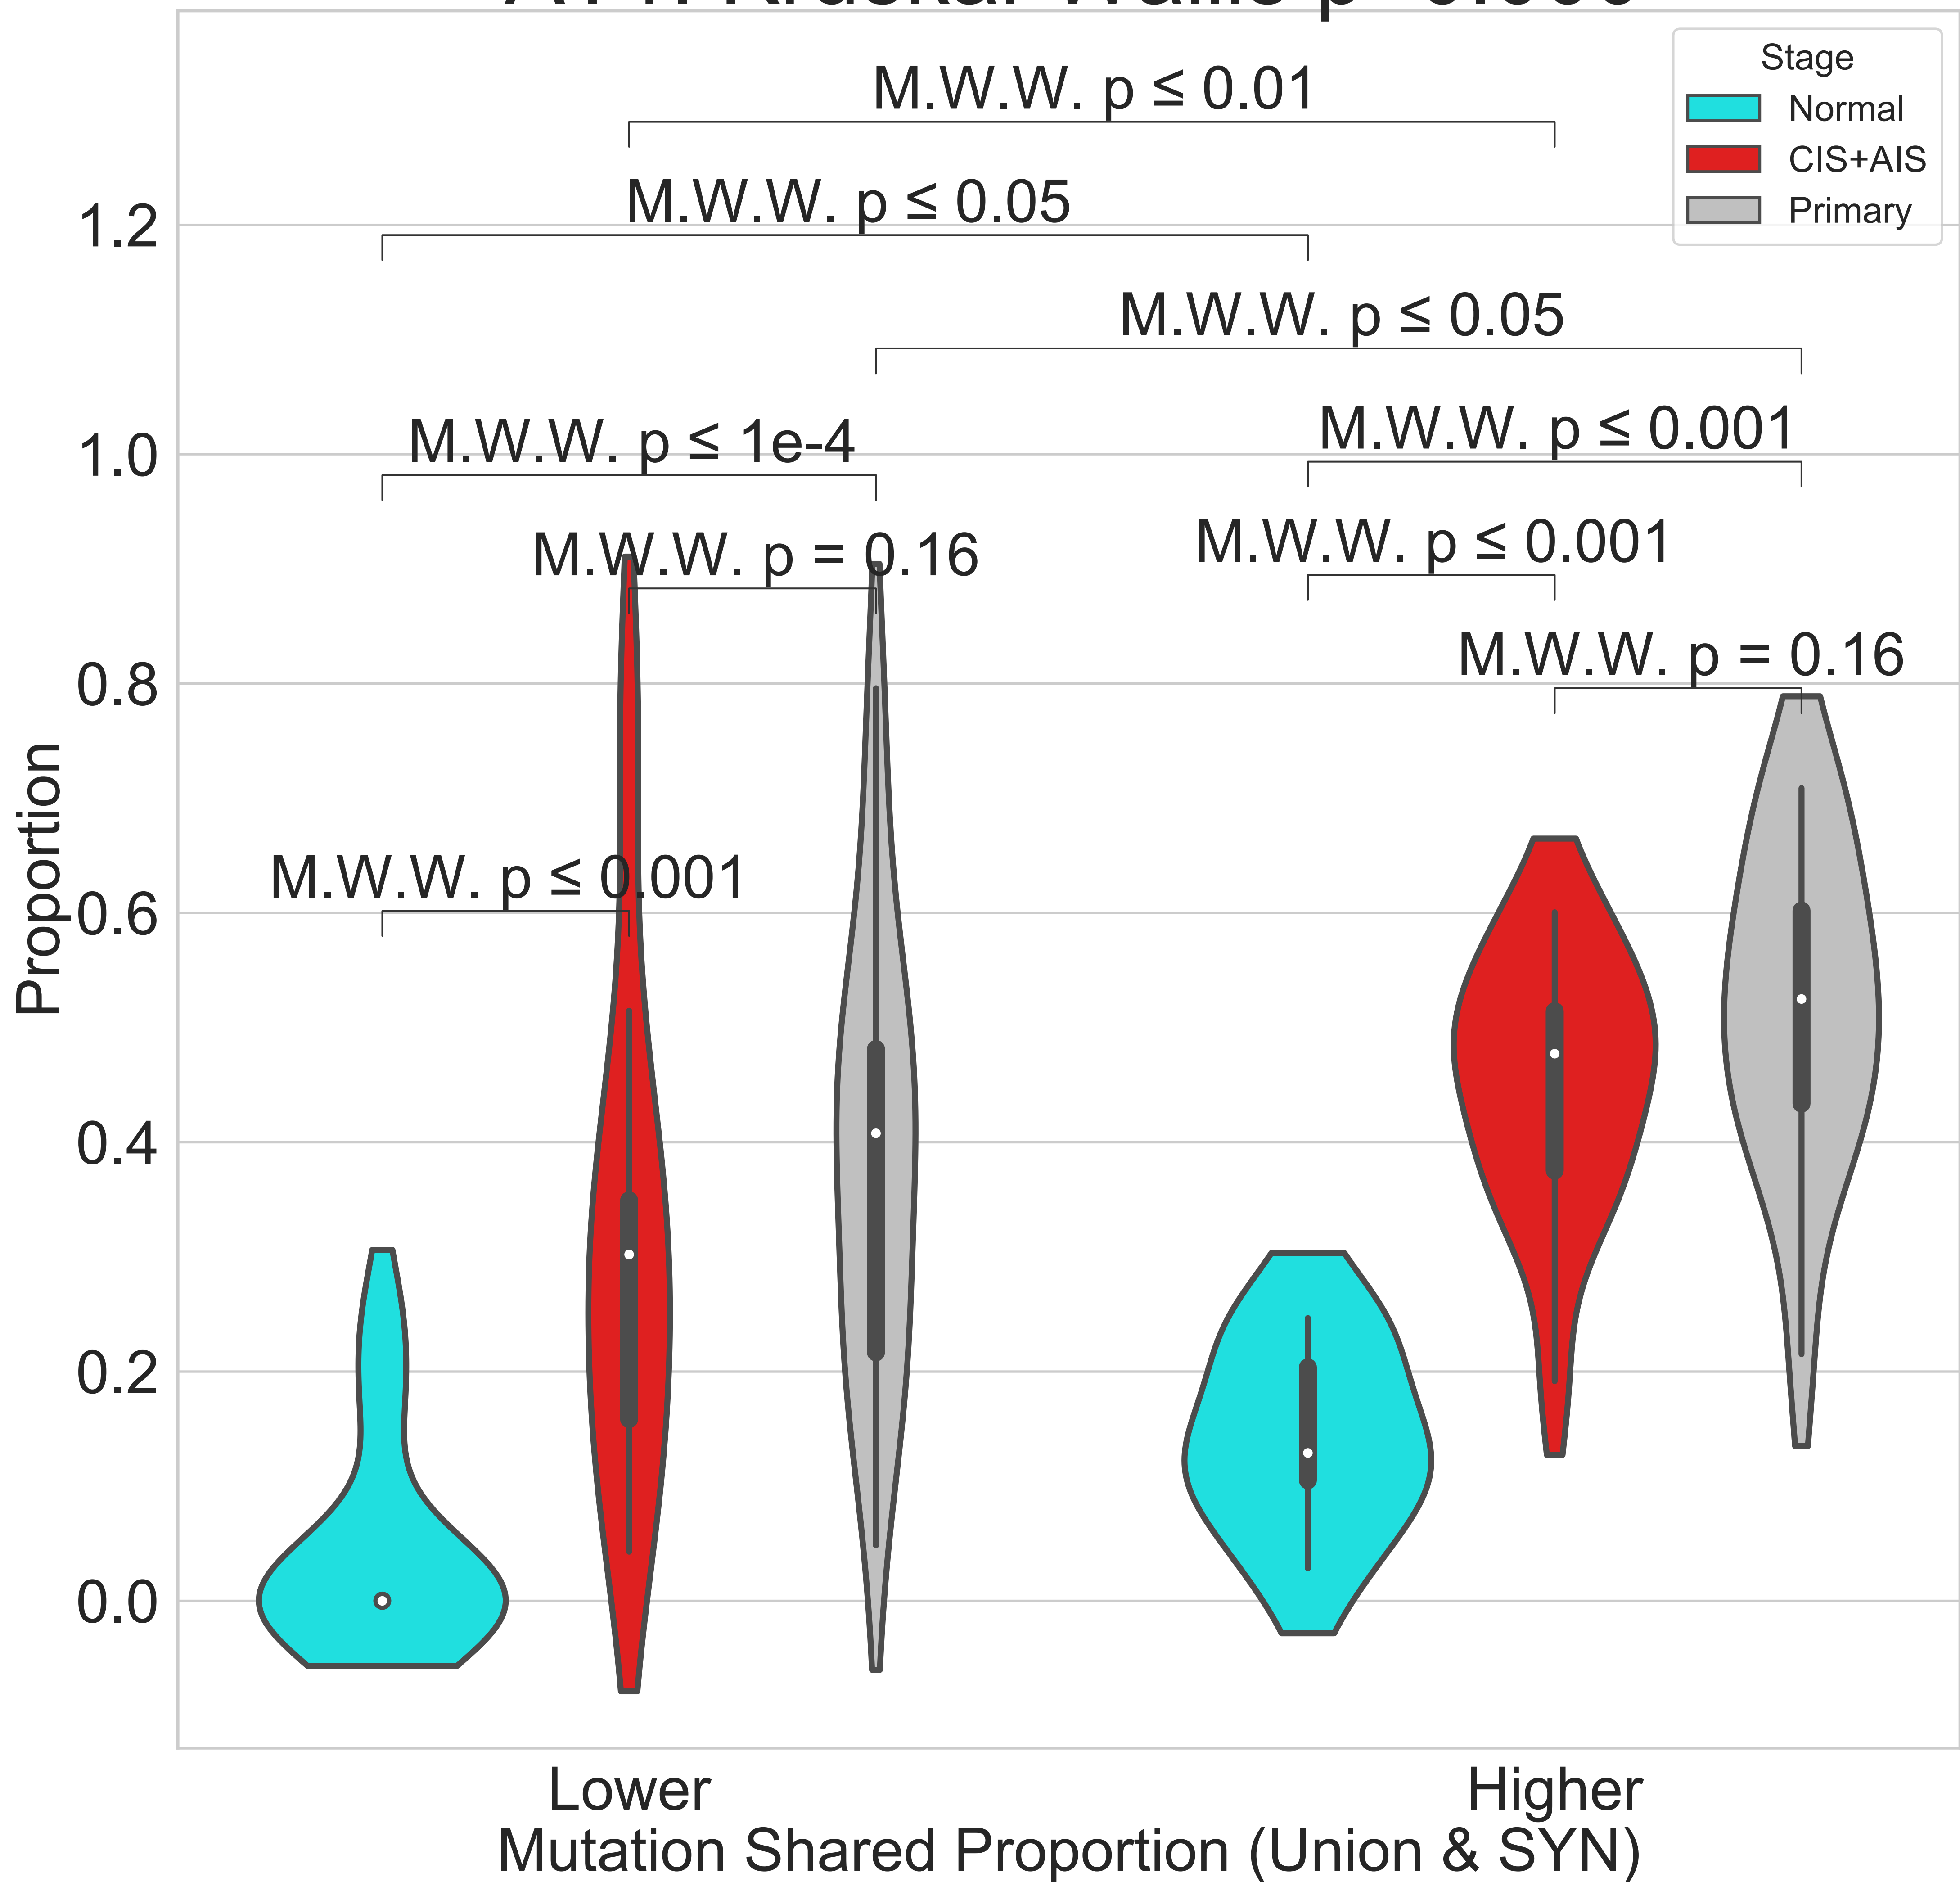 M.W.W. p ≤ 0.01
M.W.W. p ≤ 0.05
M.W.W. p ≤ 0.05
M.W.W. p ≤ 1e-4
M.W.W. p ≤ 0.001
M.W.W. p = 0.16
M.W.W. p ≤ 0.001
M.W.W. p = 0.16
M.W.W. p ≤ 0.001
Stage
Normal
CIS+AIS
Primary
1.2
1.0
0.8
0.6
0.4
0.2
0.0
Proportion
Lower
Higher
Mutation Shared Proportion (Union & SYN)